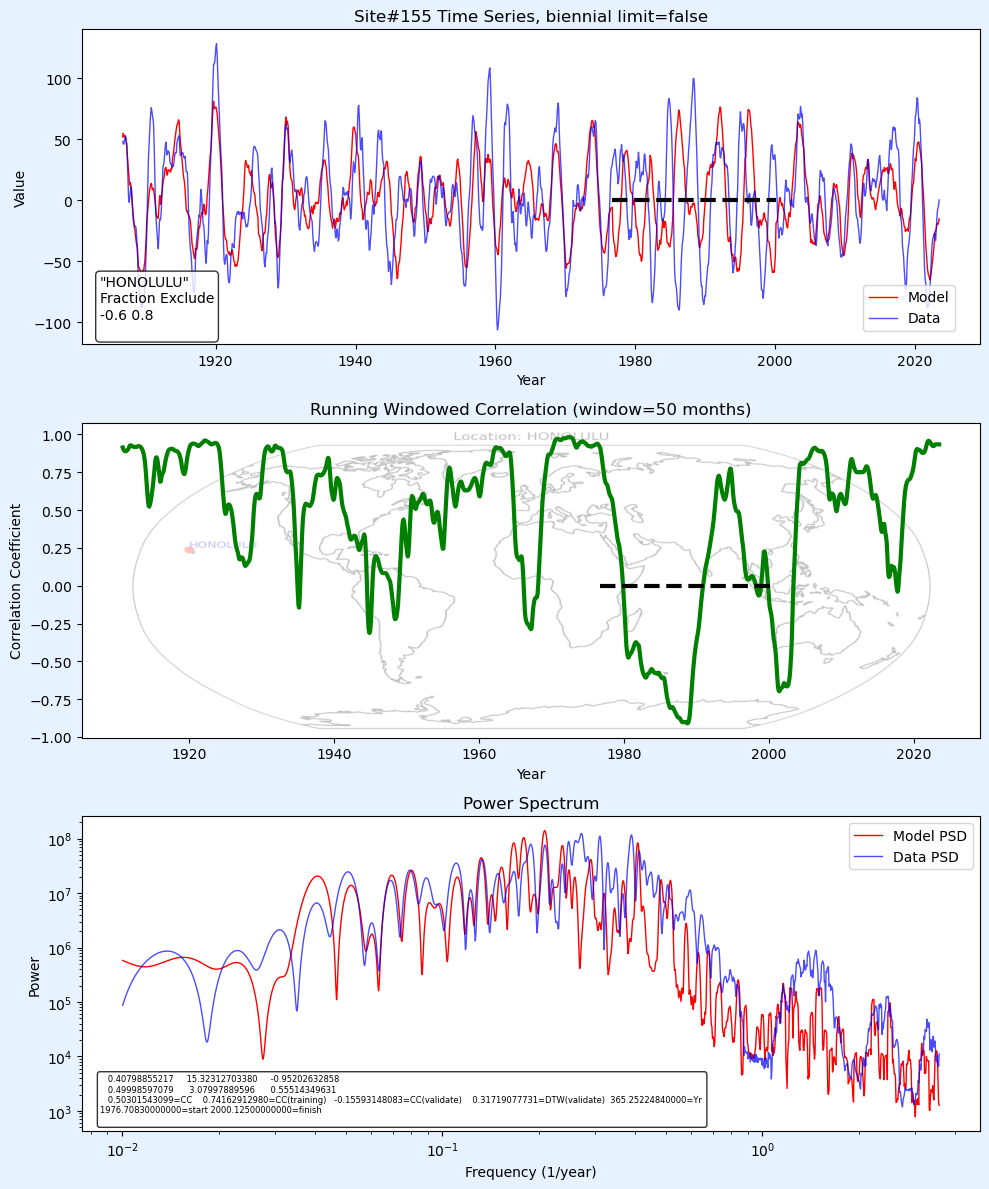 Site#155 Time Series, biennial limit=false
Value
100
50
0
−50
−100
"HONOLULU"
Fraction Exclude
-0.6 0.8
Model
Data
1920 1940 1960 1980 2000 2020
Year
Running Windowed Correlation (window=50 months)
Location: HONOLULU
HONOLULU
Correlation Coefficient
1.00
0.75
0.50
0.25
0.00
−0.25
−0.50
−0.75
−1.00
1920 1940 1960 1980 2000 2020
Year
Power Spectrum
Model PSD
Data PSD
Power
10⁸
10⁷
10⁶
10⁵
10⁴
10³
0.40798855217 15.32312703380 -0.95202632858
0.49998597079 3.07997889596 0.55514349631
0.50301543099=CC 0.74162912980=CC(training) -0.15593148083=CC(validate) 0.31719077731=DTW(validate) 365.25224840000=Yr
1976.70830000000=start 2000.12500000000=finish
10⁻² 10⁻¹ 10⁰
Frequency (1/year)